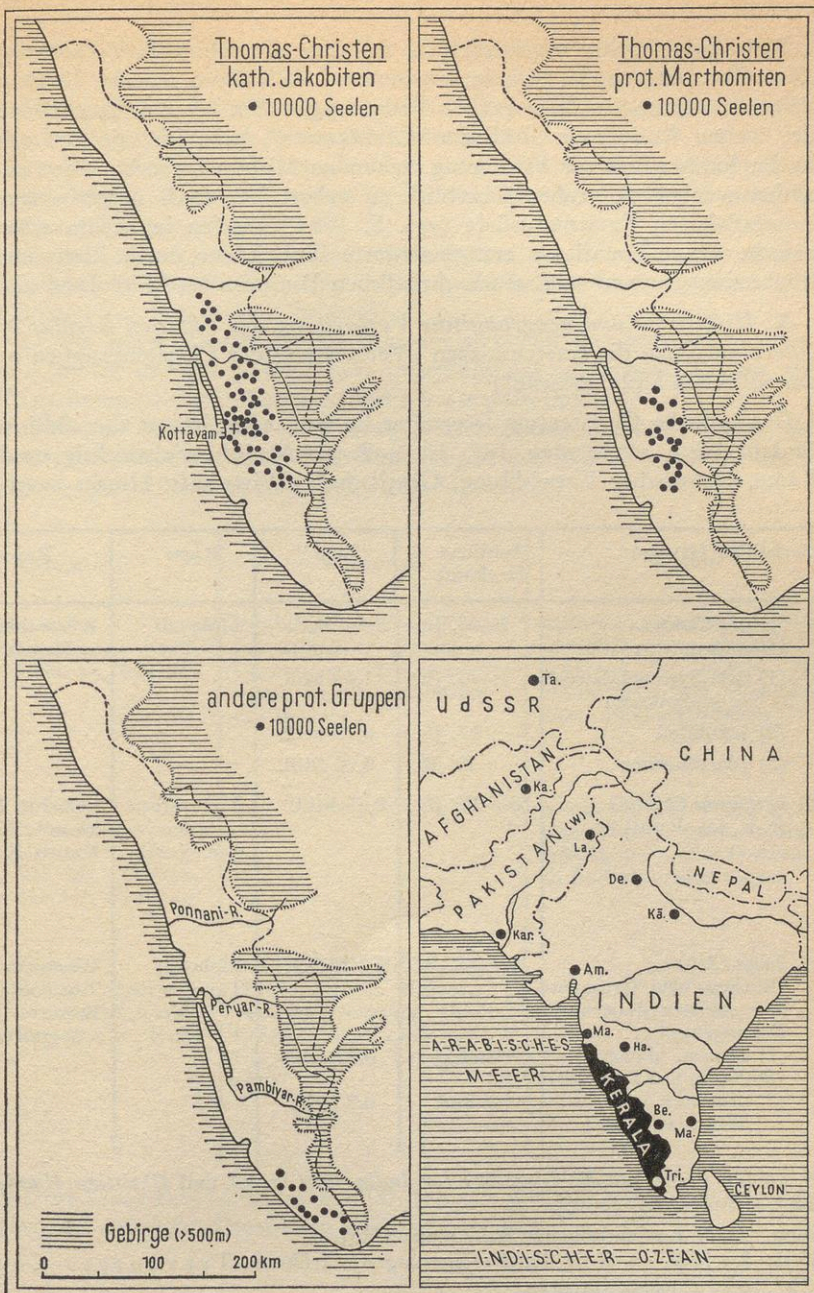 Thomas-Christen
kath. Jakobiten
• 10000 Seelen
Kottayam
Thomas-Christen
prot. Marthomiten
• 10000 Seelen
andere prot. Gruppen
• 10000 Seelen
Ponnani-R.
Peryar-R.
Pambiyar-R.
Gebirge (>500m)
0 100 200 km
Ta.
UdSSR
CHINA
AFGHANISTAN
Ka.
PAKISTAN (W)
La.
De.
NEPAL
Kar.
Kā.
Am.
INDIEN
Ma.
Ha.
ARABISCHES
MEER
KERALA
Be.
Ma.
Tri.
CEYLON
INDISCHER OZEAN